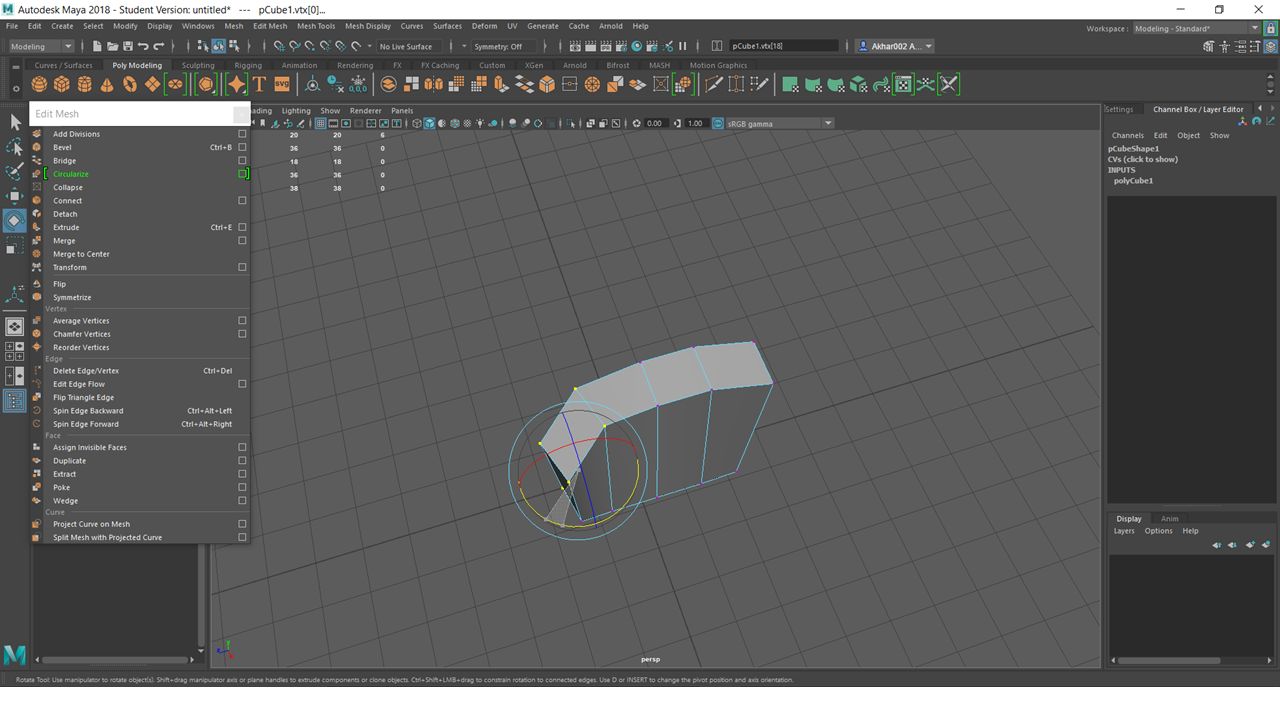 Autodesk Maya 2018 - Student Version: untitled* --- pCube1.vtx[0]...
File Edit Create Select Modify Display Windows Mesh Edit Mesh Mesh Tools Mesh Display Curves Surfaces Deform UV Generate Cache Arnold Help
Workspace : Modeling - Standard*
Modeling No Live Surface Symmetry: Off pCube1.vtx[18] Akhar002 A...
Curves / Surfaces Poly Modeling Sculpting Rigging Animation Rendering FX FX Caching Custom XGen Arnold Bifrost MASH Motion Graphics
SVG
0,0,0
Edit Mesh
ading Lighting Show Renderer Panels
0.00 1.00 sRGB gamma
20 20 6
36 36 0
18 18 0
36 36 0
38 38 0
Add Divisions
Bevel Ctrl+B
Bridge
Circularize
Collapse
Connect
Detach
Extrude Ctrl+E
Merge
Merge to Center
Transform
Flip
Symmetrize
Vertex
Average Vertices
Chamfer Vertices
Reorder Vertices
Edge
Delete Edge/Vertex Ctrl+Del
Edit Edge Flow
Flip Triangle Edge
Spin Edge Backward Ctrl+Alt+Left
Spin Edge Forward Ctrl+Alt+Right
Face
Assign Invisible Faces
Duplicate
Extract
Poke
Wedge
Curve
Project Curve on Mesh
Split Mesh with Projected Curve
persp
Settings Channel Box / Layer Editor
Channels Edit Object Show
pCubeShape1
CVs (click to show)
INPUTS
polyCube1
Display Anim
Layers Options Help
Rotate Tool: Use manipulator to rotate object(s). Shift+drag manipulator axis or plane handles to extrude components or clone objects. Ctrl+Shift+LMB+drag to constrain rotation to connected edges. Use D or INSERT to change the pivot position and axis orientation.